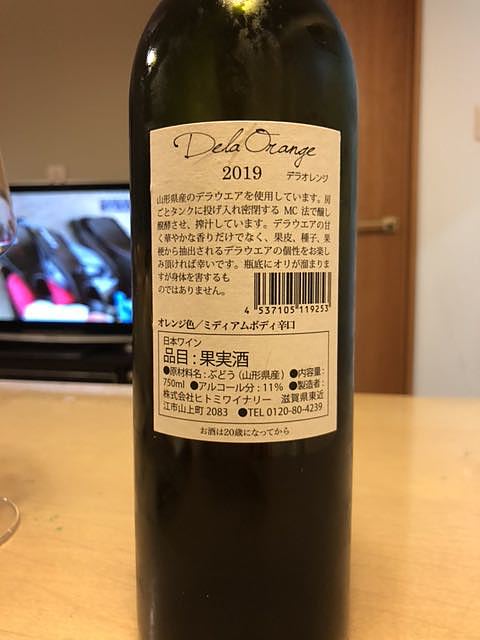 Dela Orange
2019 デラオレンジ
山形県産のデラウエアを使用しています。房
ごとタンクに投げ入れ密閉する MC 法で醸し
醗酵させ、搾汁しています。デラウエアの甘
く華やかな香りだけでなく、果皮、種子、果
梗から抽出されるデラウエアの個性をお楽し
み頂ければ幸いです。瓶底にオリが溜まりま
すが身体を害するも
のではありません。
4 537105 119253
オレンジ色／ミディアムボディ辛口
日本ワイン
品目：果実酒
●原材料名：ぶどう（山形県産）●内容量：
750ml ●アルコール分：11% ●製造者：
株式会社ヒトミワイナリー 滋賀県東近
江市山上町 2083 ●TEL 0120-80-4239
お酒は20歳になってから